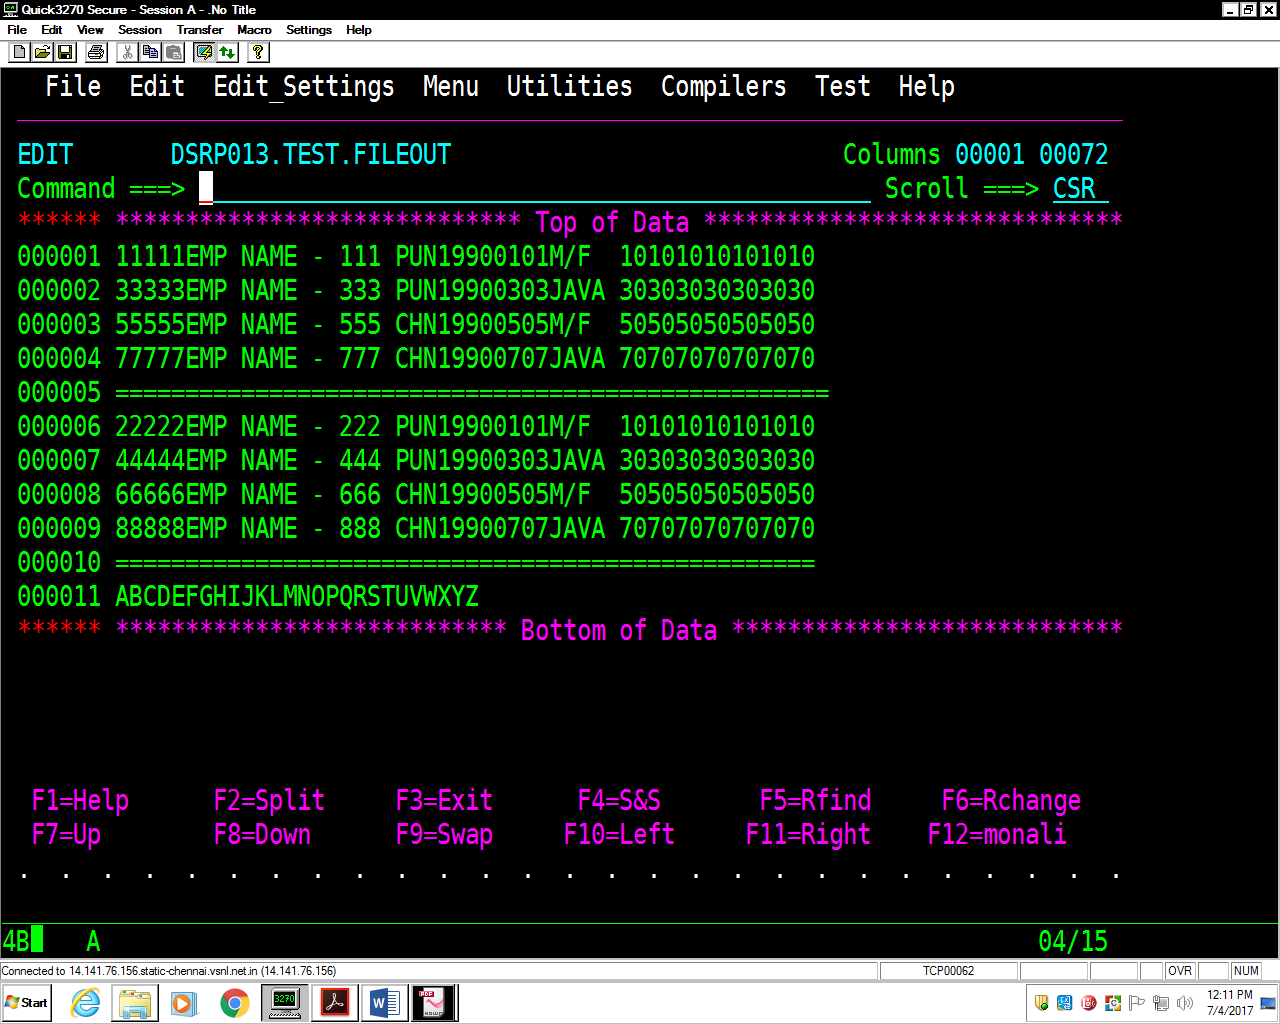 Quick3270 Secure - Session A - .No Title
File Edit View Session Transfer Macro Settings Help
File Edit Edit_Settings Menu Utilities Compilers Test Help
EDIT DSRP013.TEST.FILEOUT Columns 00001 00072
Command ===> Scroll ===> CSR
****** ***************************** Top of Data ******************************
000001 11111EMP NAME - 111 PUN19900101M/F  10101010101010
000002 33333EMP NAME - 333 PUN19900303JAVA 30303030303030
000003 55555EMP NAME - 555 CHN19900505M/F  50505050505050
000004 77777EMP NAME - 777 CHN19900707JAVA 70707070707070
000005 ===================================================
000006 22222EMP NAME - 222 PUN19900101M/F  10101010101010
000007 44444EMP NAME - 444 PUN19900303JAVA 30303030303030
000008 66666EMP NAME - 666 CHN19900505M/F  50505050505050
000009 88888EMP NAME - 888 CHN19900707JAVA 70707070707070
000010 ==================================================
000011 ABCDEFGHIJKLMNOPQRSTUVWXYZ
****** **************************** Bottom of Data ****************************
F1=Help F2=Split F3=Exit F4=S&S F5=Rfind F6=Rchange
F7=Up F8=Down F9=Swap F10=Left F11=Right F12=monali
. . . . . . . . . . . . . . . . . . . . . . . . . . .
4B A 04/15
Connected to 14.141.76.156.static-chennai.vsnl.net.in (14.141.76.156) TCP00062 OVR NUM
Start 3270 PDF 12:11 PM
7/4/2017